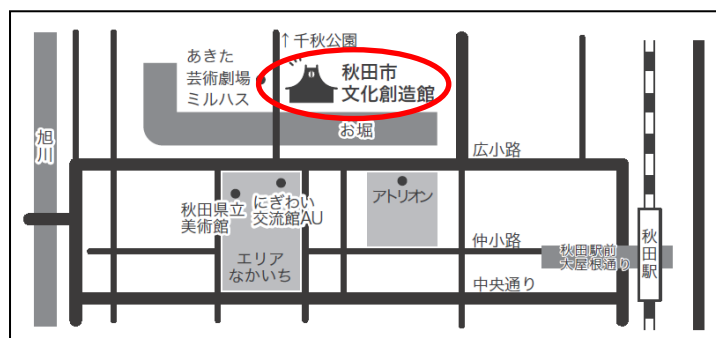 ↑千秋公園
あきた
芸術劇場
ミルハス
秋田市
文化創造館
お堀
旭川
広小路
秋田県立
美術館
にぎわい
交流館AU
アトリオン
エリア
なかいち
仲小路
秋田駅前
大屋根通り
秋田駅
中央通り